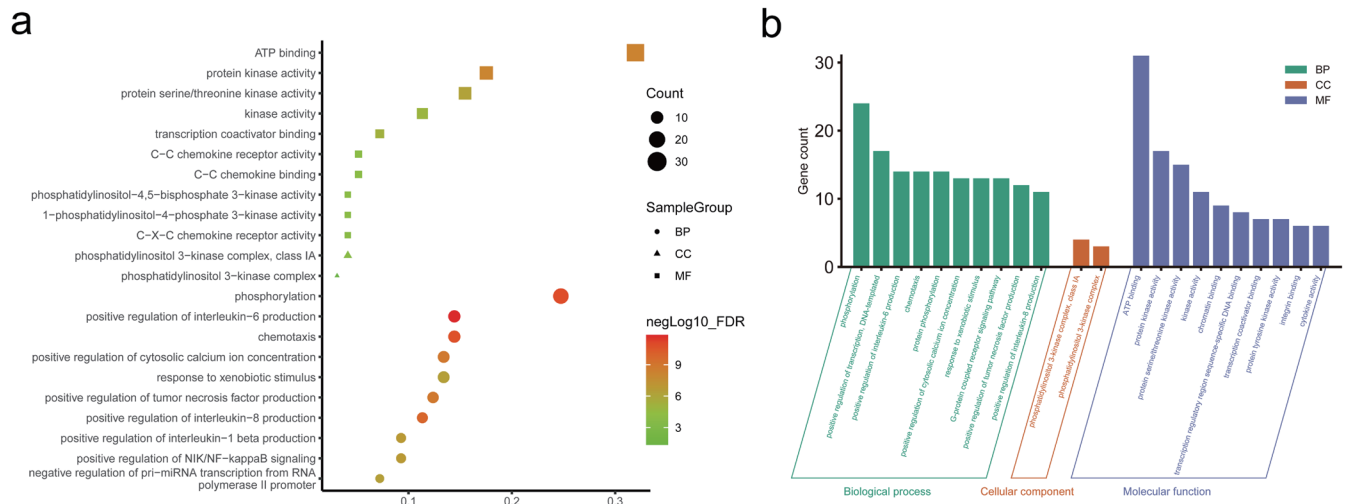 a
ATP binding
protein kinase activity
protein serine/threonine kinase activity
kinase activity
transcription coactivator binding
C−C chemokine receptor activity
C−C chemokine binding
phosphatidylinositol−4,5−bisphosphate 3−kinase activity
1−phosphatidylinositol−4−phosphate 3−kinase activity
C−X−C chemokine receptor activity
phosphatidylinositol 3−kinase complex, class IA
phosphatidylinositol 3−kinase complex
phosphorylation
positive regulation of interleukin−6 production
chemotaxis
positive regulation of cytosolic calcium ion concentration
response to xenobiotic stimulus
positive regulation of tumor necrosis factor production
positive regulation of interleukin−8 production
positive regulation of interleukin−1 beta production
positive regulation of NIK/NF−kappaB signaling
negative regulation of pri−miRNA transcription from RNA
polymerase II promoter
0.1
0.2
0.3
Count
10
20
30
SampleGroup
BP
CC
MF
negLog10_FDR
9
6
3
b
Gene count
30
20
10
0
BP
CC
MF
phosphorylation
positive regulation of transcription, DNA-templated
positive regulation of interleukin-6 production
chemotaxis
protein phosphorylation
positive regulation of cytosolic calcium ion concentration
response to xenobiotic stimulus
G-protein coupled receptor signaling pathway
positive regulation of tumor necrosis factor production
positive regulation of interleukin-8 production
phosphatidylinositol 3-kinase complex, class IA
phosphatidylinositol 3-kinase complex
ATP binding
protein kinase activity
protein serine/threonine kinase activity
kinase activity
chromatin binding
transcription regulatory region sequence-specific DNA binding
transcription coactivator binding
protein tyrosine kinase activity
integrin binding
cytokine activity
Biological process
Cellular component
Molecular function